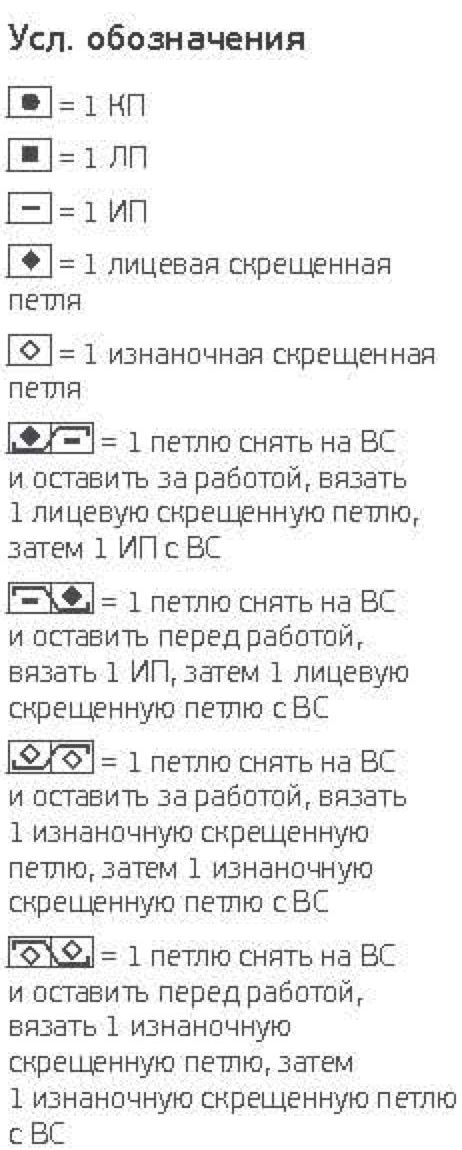 Усл. обозначения
= 1 КП
= 1 ЛП
= 1 ИП
= 1 лицевая скрещенная
петля
= 1 изнаночная скрещенная
петля
= 1 петлю снять на ВС
и оставить за работой, вязать
1 лицевую скрещенную петлю,
затем 1 ИП с ВС
= 1 петлю снять на ВС
и оставить перед работой,
вязать 1 ИП, затем 1 лицевую
скрещенную петлю с ВС
= 1 петлю снять на ВС
и оставить за работой, вязать
1 изнаночную скрещенную
петлю, затем 1 изнаночную
скрещенную петлю с ВС
= 1 петлю снять на ВС
и оставить перед работой,
вязать 1 изнаночную
скрещенную петлю, затем
1 изнаночную скрещенную петлю
с ВС